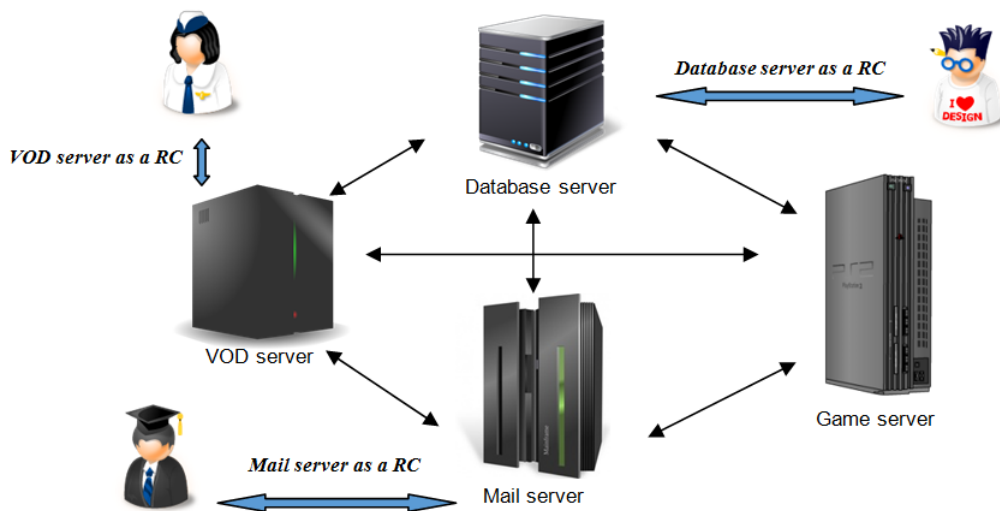 Database server as a RC
I ❤ DESIGN
VOD server as a RC
Database server
VOD server
Game server
Mail server as a RC
Mail server